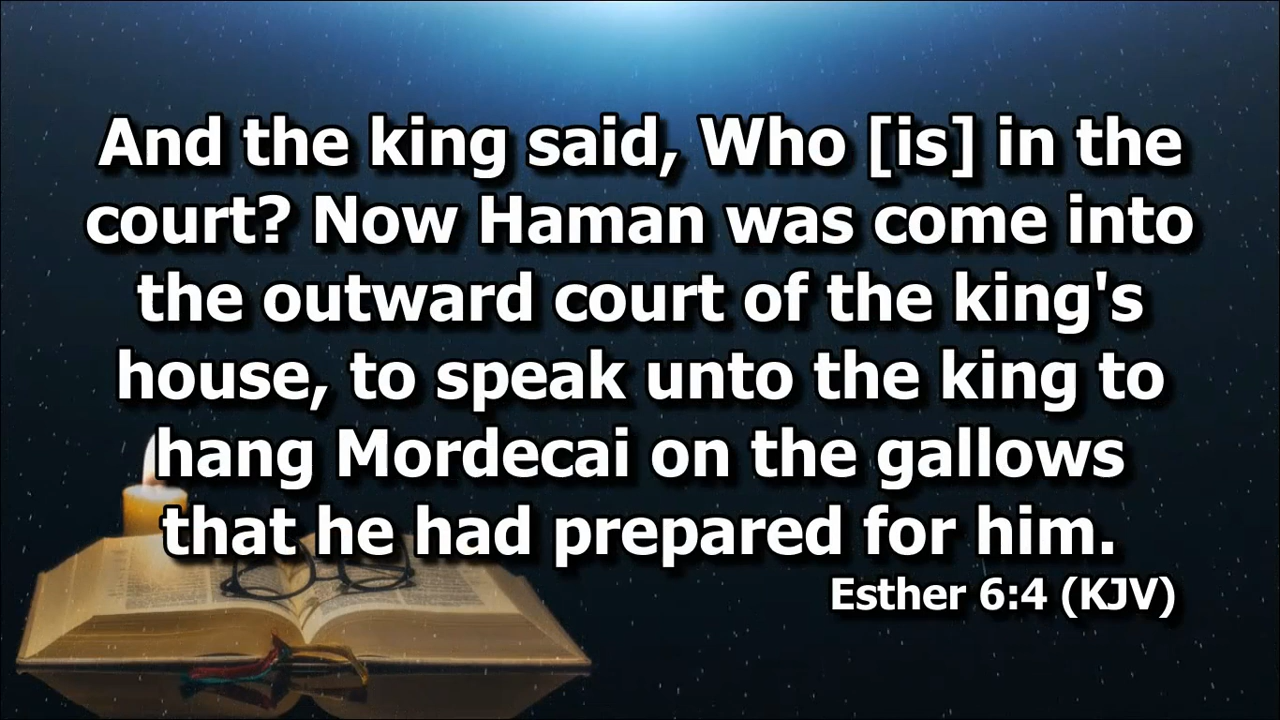 And the king said, Who [is] in the
court? Now Haman was come into
the outward court of the king's
house, to speak unto the king to
hang Mordecai on the gallows
that he had prepared for him.
Esther 6:4 (KJV)